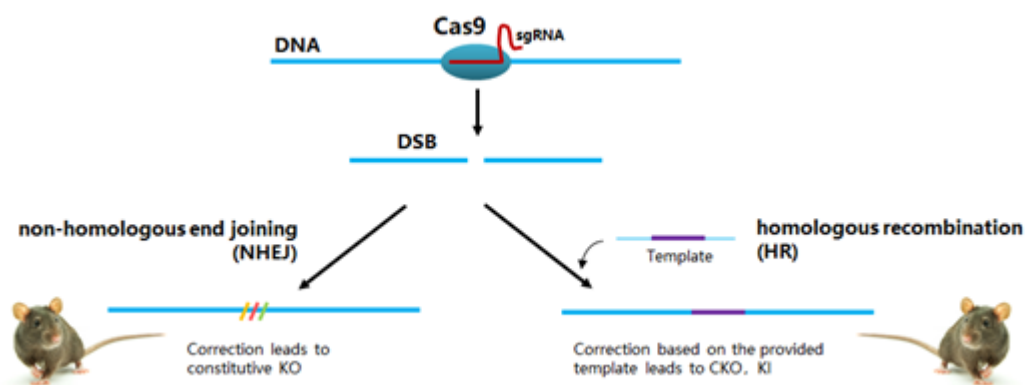 Cas9
sgRNA
DNA
DSB
non-homologous end joining
(NHEJ)
homologous recombination
(HR)
Template
Correction leads to
constitutive KO
Correction based on the provided
template leads to CKO, KI